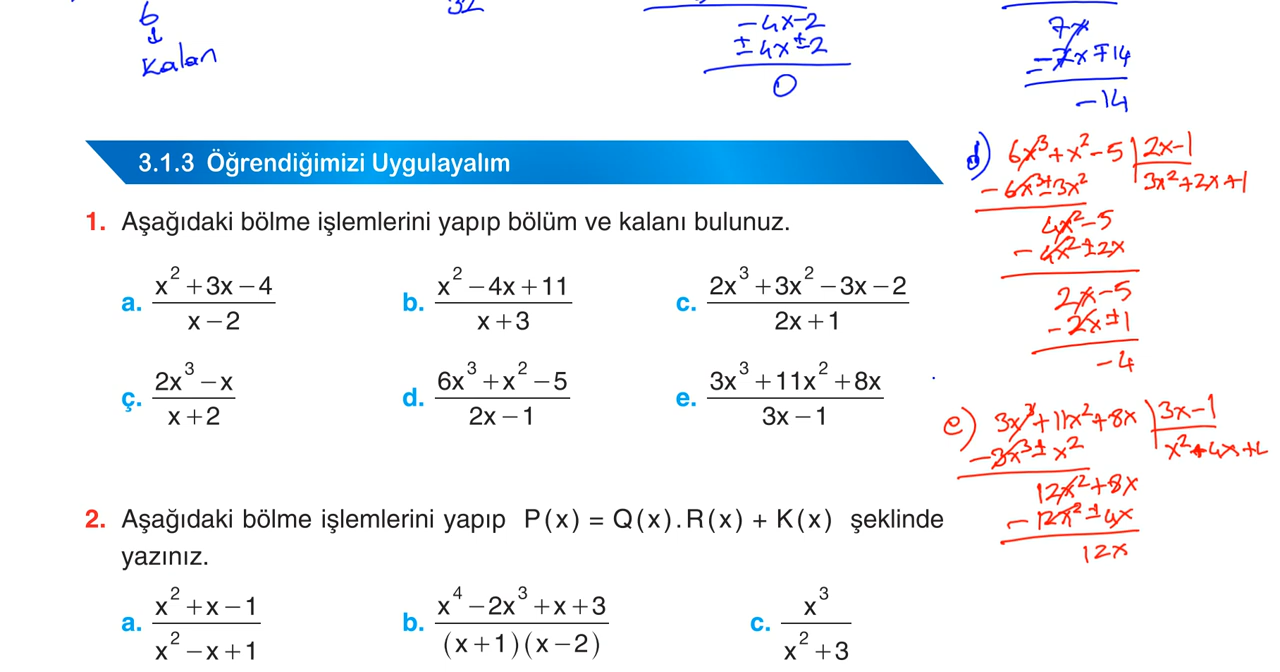 6
↓
Kalan
32
-4x-2
±4x±2
0
7x
-7x∓14
-14
3.1.3 Öğrendiğimizi Uygulayalım
1. Aşağıdaki bölme işlemlerini yapıp bölüm ve kalanı bulunuz.
a. (x² + 3x - 4)/(x - 2) b. (x² - 4x + 11)/(x + 3) c. (2x³ + 3x² - 3x - 2)/(2x + 1)
ç. (2x³ - x)/(x + 2) d. (6x³ + x² - 5)/(2x - 1) e. (3x³ + 11x² + 8x)/(3x - 1)
2. Aşağıdaki bölme işlemlerini yapıp P(x) = Q(x).R(x) + K(x) şeklinde
yazınız.
a. (x² + x - 1)/(x² - x + 1) b. (x⁴ - 2x³ + x + 3)/((x + 1)(x - 2)) c. x³/(x² + 3)
d) 6x³+x²-5 | 2x-1
-6x³±3x² 3x²+2x+1
4x²-5
-4x²±2x
2x-5
-2x±1
-4
e) 3x³+11x²+8x | 3x-1
-3x³±x² x²+4x+4
12x²+8x
-12x²±4x
12x